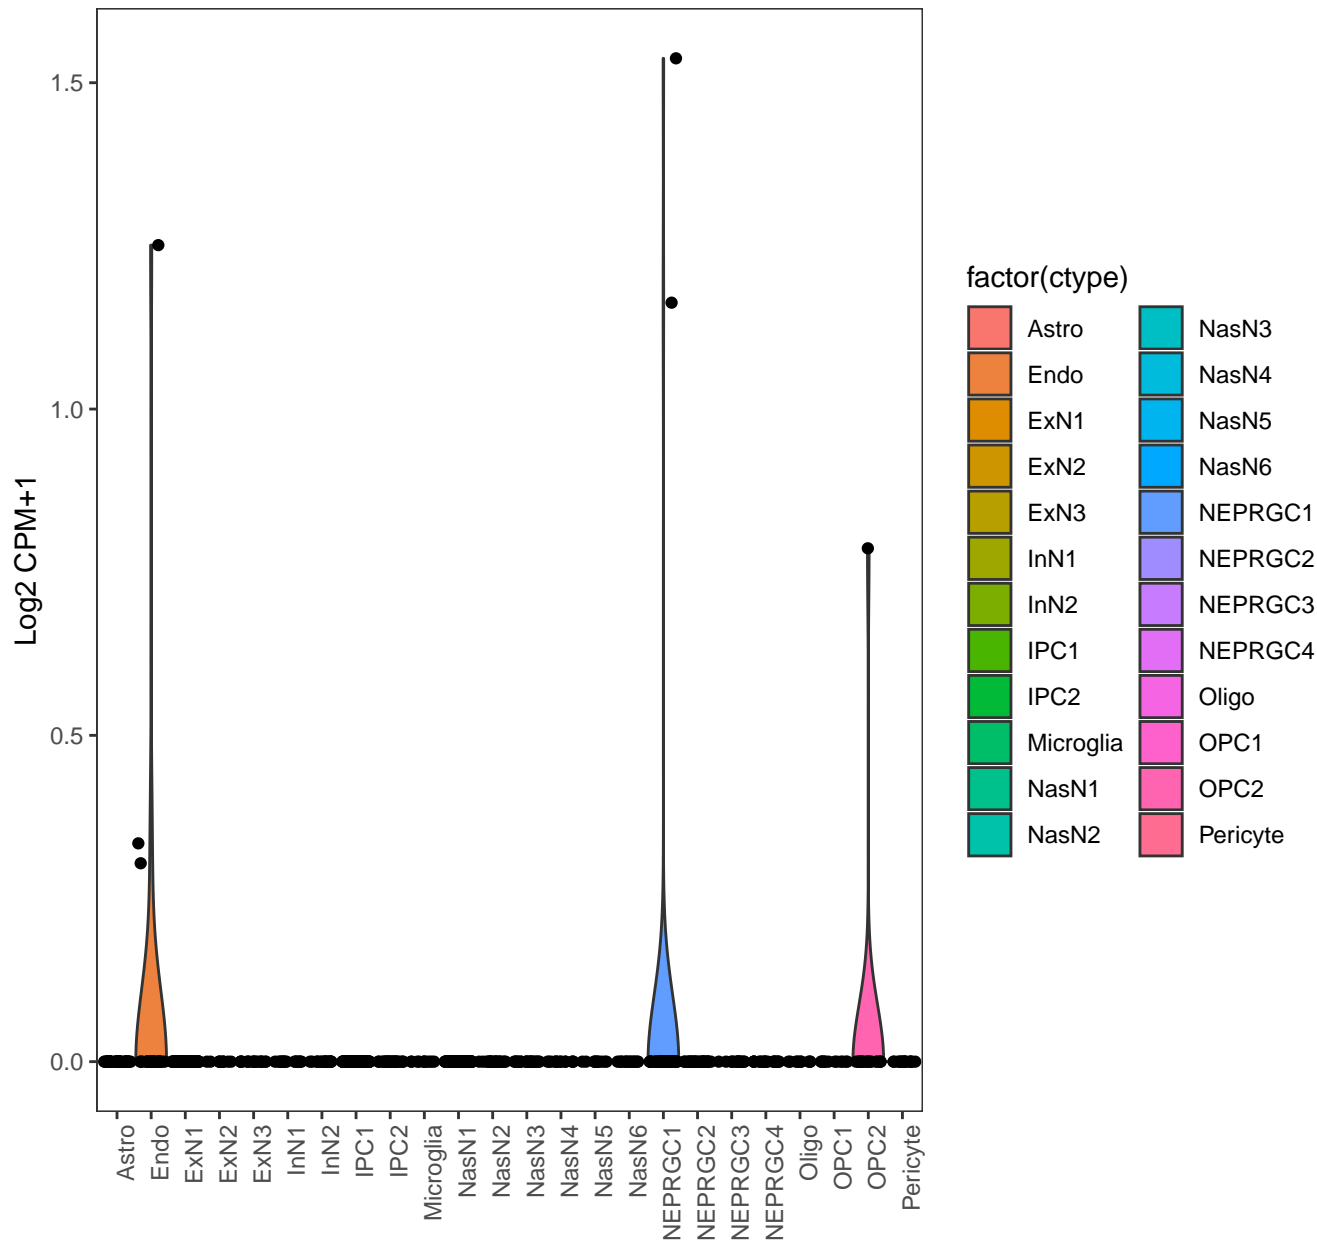 Log2 CPM+1
1.5
1.0
0.5
0.0
Astro
Endo
ExN1
ExN2
ExN3
InN1
InN2
IPC1
IPC2
Microglia
NasN1
NasN2
NasN3
NasN4
NasN5
NasN6
NEPRGC1
NEPRGC2
NEPRGC3
NEPRGC4
Oligo
OPC1
OPC2
Pericyte
factor(ctype)
Astro
Endo
ExN1
ExN2
ExN3
InN1
InN2
IPC1
IPC2
Microglia
NasN1
NasN2
NasN3
NasN4
NasN5
NasN6
NEPRGC1
NEPRGC2
NEPRGC3
NEPRGC4
Oligo
OPC1
OPC2
Pericyte